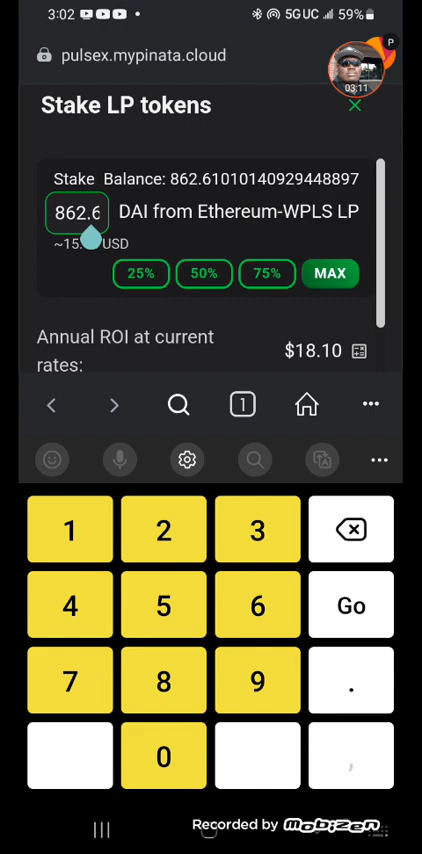 3:02
5G UC
59%
P
pulsex.mypinata.cloud
03:11
Stake LP tokens
Stake Balance: 862.61010140929448897
862.6 DAI from Ethereum-WPLS LP
~15. USD
25% 50% 75% MAX
Annual ROI at current
rates:
$18.10
1
1 2 3
4 5 6 Go
7 8 9 .
0 ,
Recorded by Mobizen